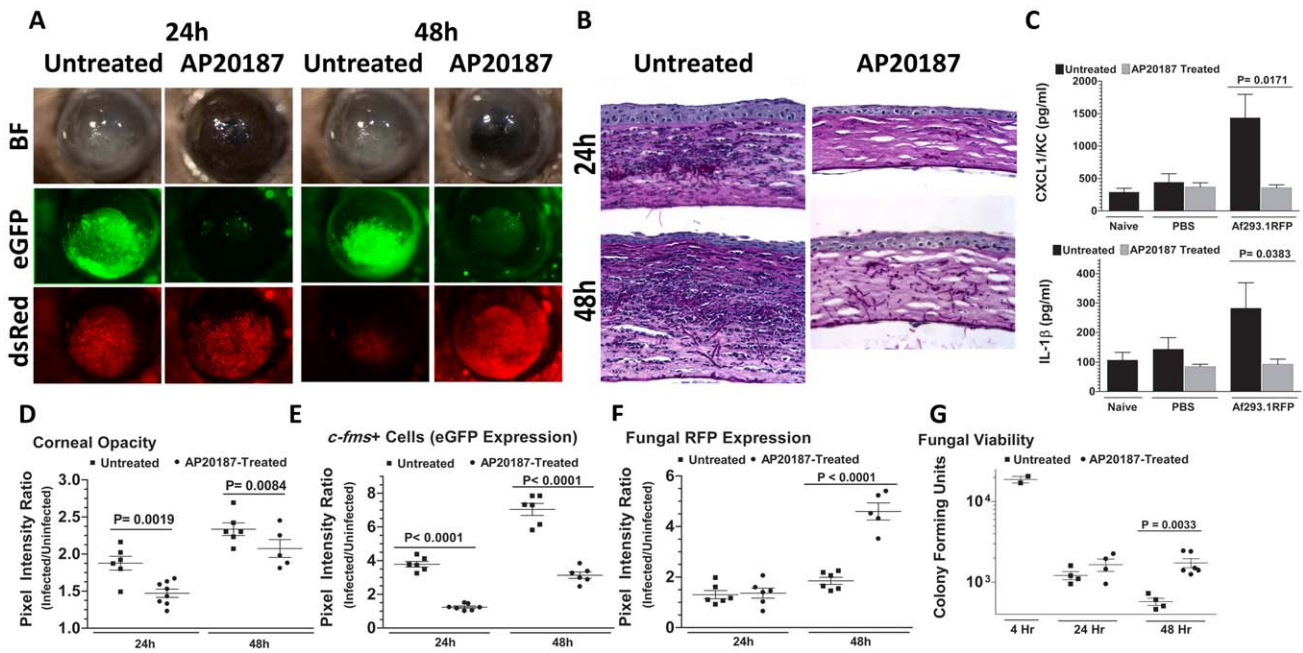 A
24h 48h
Untreated AP20187 Untreated AP20187
BF
eGFP
dsRed
B
Untreated AP20187
24h
48h
C
Untreated AP20187 Treated
P= 0.0171
CXCL1/KC (pg/ml)
2000
1500
1000
500
0
Naive PBS Af293.1RFP
Untreated AP20187 Treated
P= 0.0383
IL-1β (pg/ml)
400
300
200
100
0
Naive PBS Af293.1RFP
D
Corneal Opacity
Untreated AP20187-Treated
P= 0.0019
P= 0.0084
Pixel Intensity Ratio
(Infected/Uninfected)
3.0
2.5
2.0
1.5
1.0
24h 48h
E
c-fms+ Cells (eGFP Expression)
Untreated AP20187-Treated
P< 0.0001
P< 0.0001
Pixel Intensity Ratio
(Infected/Uninfected)
8
6
4
2
0
24h 48h
F
Fungal RFP Expression
Untreated AP20187-Treated
P< 0.0001
Pixel Intensity Ratio
(Infected/Uninfected)
6
4
2
0
24h 48h
G
Fungal Viability
Untreated AP20187-Treated
P = 0.0033
Colony Forming Units
10⁴
10³
4 Hr 24 Hr 48 Hr